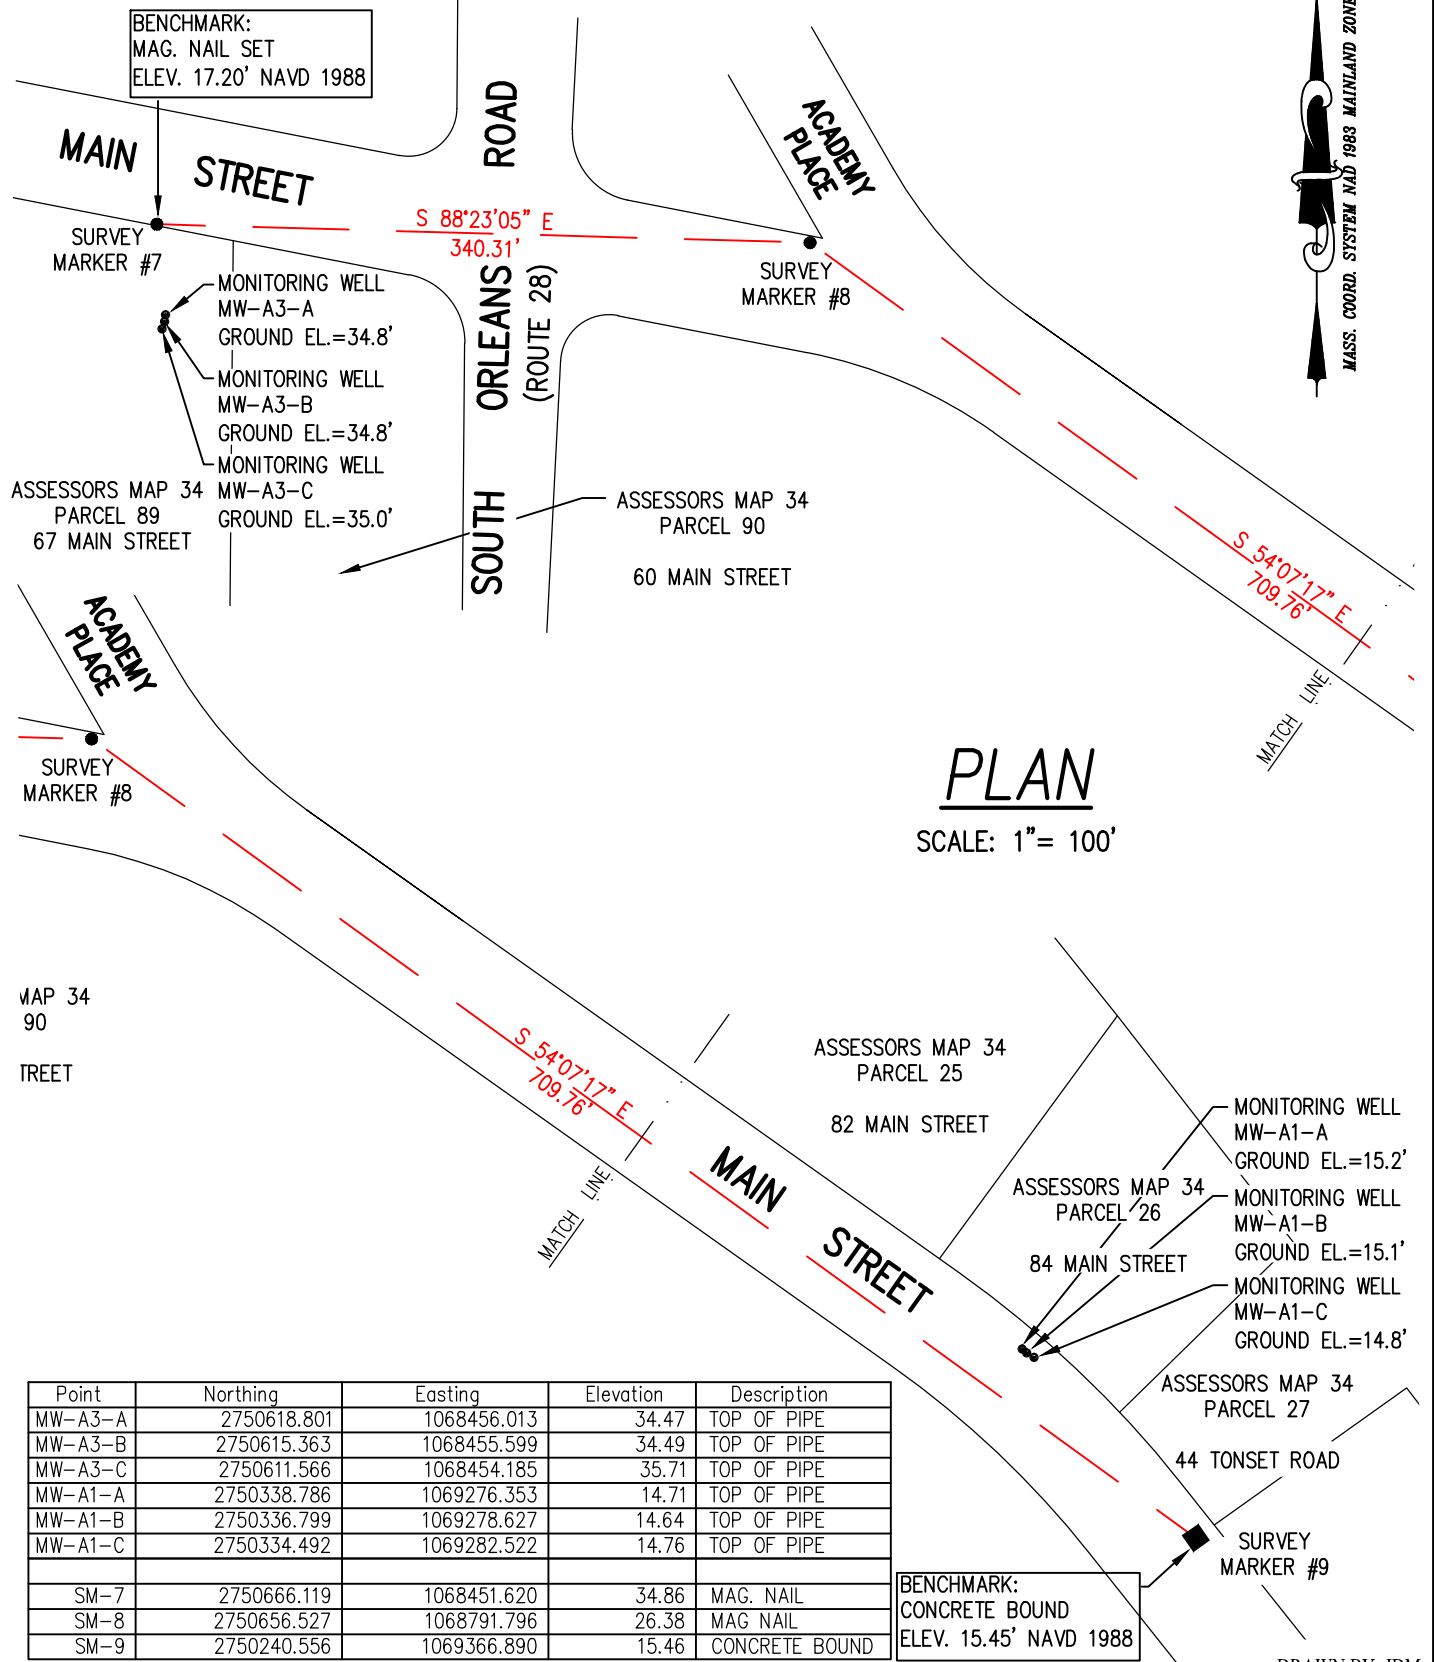 BENCHMARK:
MAG. NAIL SET
ELEV. 17.20' NAVD 1988
MAIN STREET
SOUTH ORLEANS ROAD
(ROUTE 28)
ACADEMY
PLACE
MASS. COORD. SYSTEM NAD 1983 MAINLAND ZONE
S 88°23'05" E
340.31'
SURVEY
MARKER #7
SURVEY
MARKER #8
MONITORING WELL
MW-A3-A
GROUND EL.=34.8'
MONITORING WELL
MW-A3-B
GROUND EL.=34.8'
MONITORING WELL
MW-A3-C
GROUND EL.=35.0'
ASSESSORS MAP 34
PARCEL 89
67 MAIN STREET
ASSESSORS MAP 34
PARCEL 90
60 MAIN STREET
S 54°07'17" E
709.76'
MATCH LINE
ACADEMY
PLACE
SURVEY
MARKER #8
PLAN
SCALE: 1"= 100'
MAP 34
90
TREET
S 54°07'17" E
709.76'
MATCH LINE
MAIN STREET
ASSESSORS MAP 34
PARCEL 25
82 MAIN STREET
ASSESSORS MAP 34
PARCEL 26
84 MAIN STREET
MONITORING WELL
MW-A1-A
GROUND EL.=15.2'
MONITORING WELL
MW-A1-B
GROUND EL.=15.1'
MONITORING WELL
MW-A1-C
GROUND EL.=14.8'
ASSESSORS MAP 34
PARCEL 27
44 TONSET ROAD
SURVEY
MARKER #9
BENCHMARK:
CONCRETE BOUND
ELEV. 15.45' NAVD 1988
Point Northing Easting Elevation Description
MW-A3-A 2750618.801 1068456.013 34.47 TOP OF PIPE
MW-A3-B 2750615.363 1068455.599 34.49 TOP OF PIPE
MW-A3-C 2750611.566 1068454.185 35.71 TOP OF PIPE
MW-A1-A 2750338.786 1069276.353 14.71 TOP OF PIPE
MW-A1-B 2750336.799 1069278.627 14.64 TOP OF PIPE
MW-A1-C 2750334.492 1069282.522 14.76 TOP OF PIPE
SM-7 2750666.119 1068451.620 34.86 MAG. NAIL
SM-8 2750656.527 1068791.796 26.38 MAG NAIL
SM-9 2750240.556 1069366.890 15.46 CONCRETE BOUND
DRAWN BY: JDM